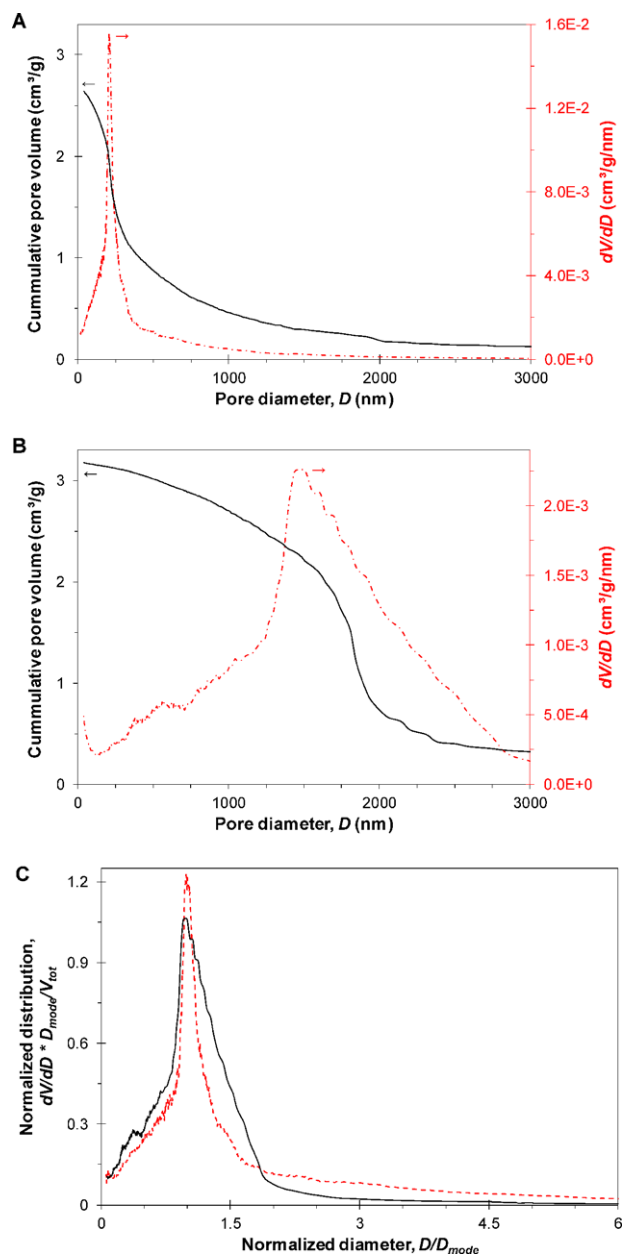 A
Cummulative pore volume (cm³/g)
3
2
1
0
←
→
1.6E-2
1.2E-2
8.0E-3
4.0E-3
0.0E+0
dV/dD (cm³/g/nm)
0 1000 2000 3000
Pore diameter, D (nm)
B
Cummulative pore volume (cm³/g)
3
2
1
0
←
→
2.0E-3
1.5E-3
1.0E-3
5.0E-4
0.0E+0
dV/dD (cm³/g/nm)
0 1000 2000 3000
Pore diameter, D (nm)
C
Normalized distribution,
dV/dD * Dmode/Vtot
1.2
0.9
0.6
0.3
0
0 1.5 3 4.5 6
Normalized diameter, D/Dmode